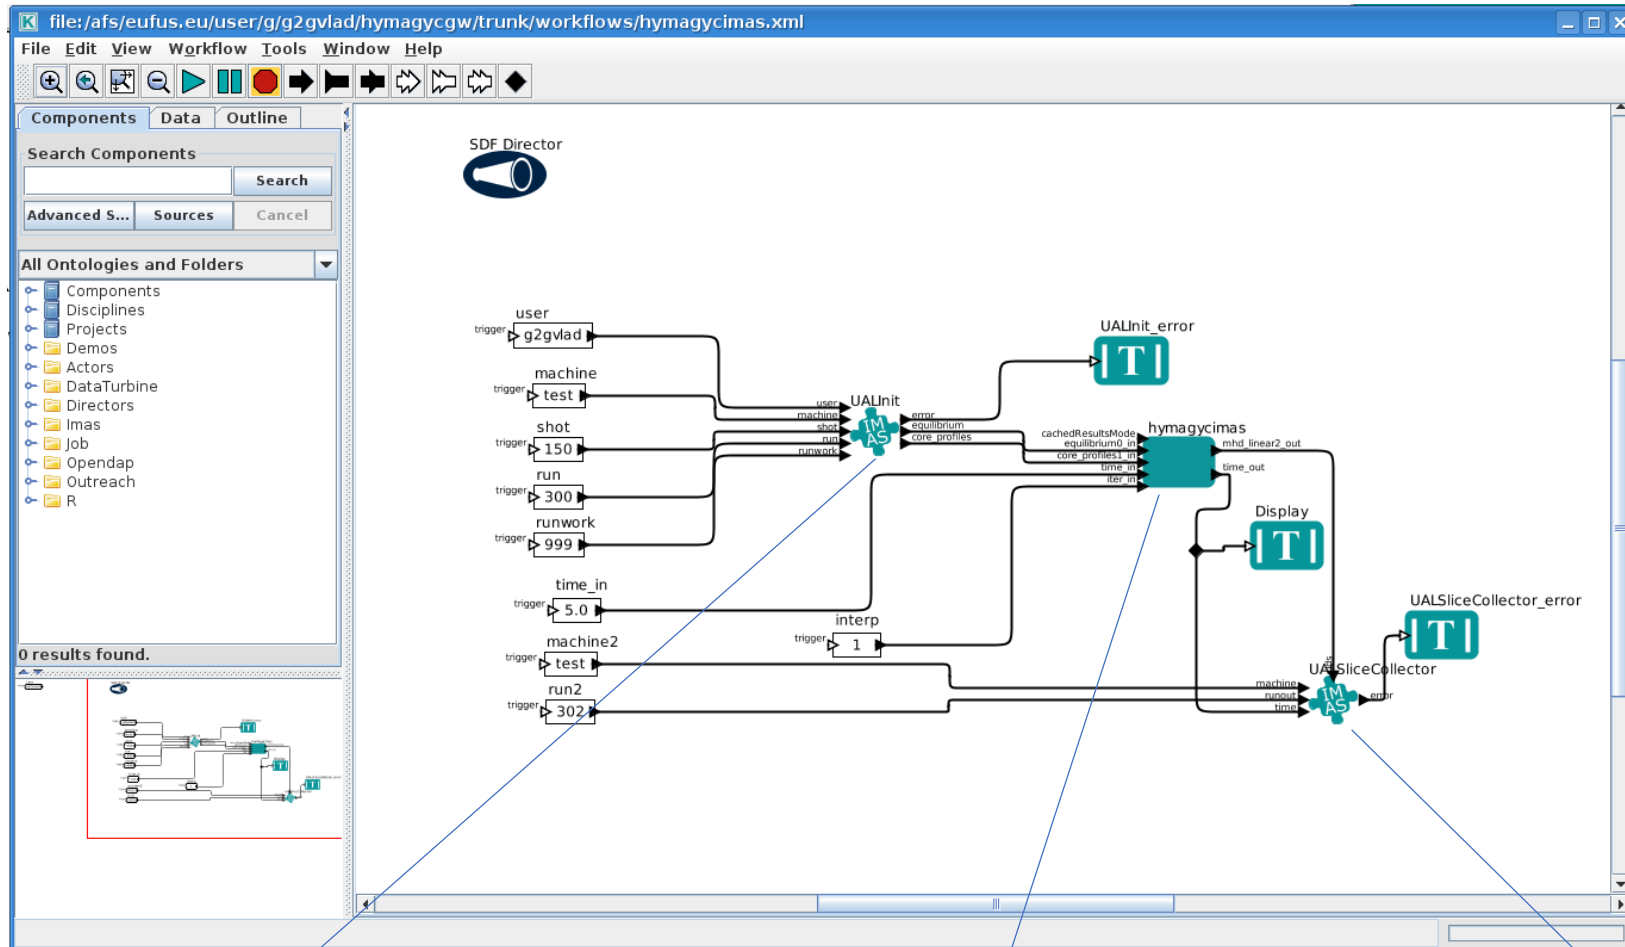 file:/afs/eufus.eu/user/g/g2gvlad/hymagycgw/trunk/workflows/hymagycimas.xml
File Edit View Workflow Tools Window Help
Components Data Outline
Search Components
Search
Advanced S... Sources Cancel
All Ontologies and Folders
Components
Disciplines
Projects
Demos
Actors
DataTurbine
Directors
Imas
Job
Opendap
Outreach
R
0 results found.
SDF Director
user
trigger
g2gvlad
machine
trigger
test
shot
trigger
150
run
trigger
300
runwork
trigger
999
time_in
trigger
5.0
interp
trigger
1
machine2
trigger
test
run2
trigger
302
UALInit
user
machine
shot
run
runwork
IM
AS
error
equilibrium
core_profiles
UALInit_error
T
hymagycimas
cachedResultsMode
equilibrium0_in
core_profiles1_in
time_in
iter_in
mhd_linear2_out
time_out
Display
T
UALSliceCollector_error
T
UALSliceCollector
machine
runout
time
IM
AS
error